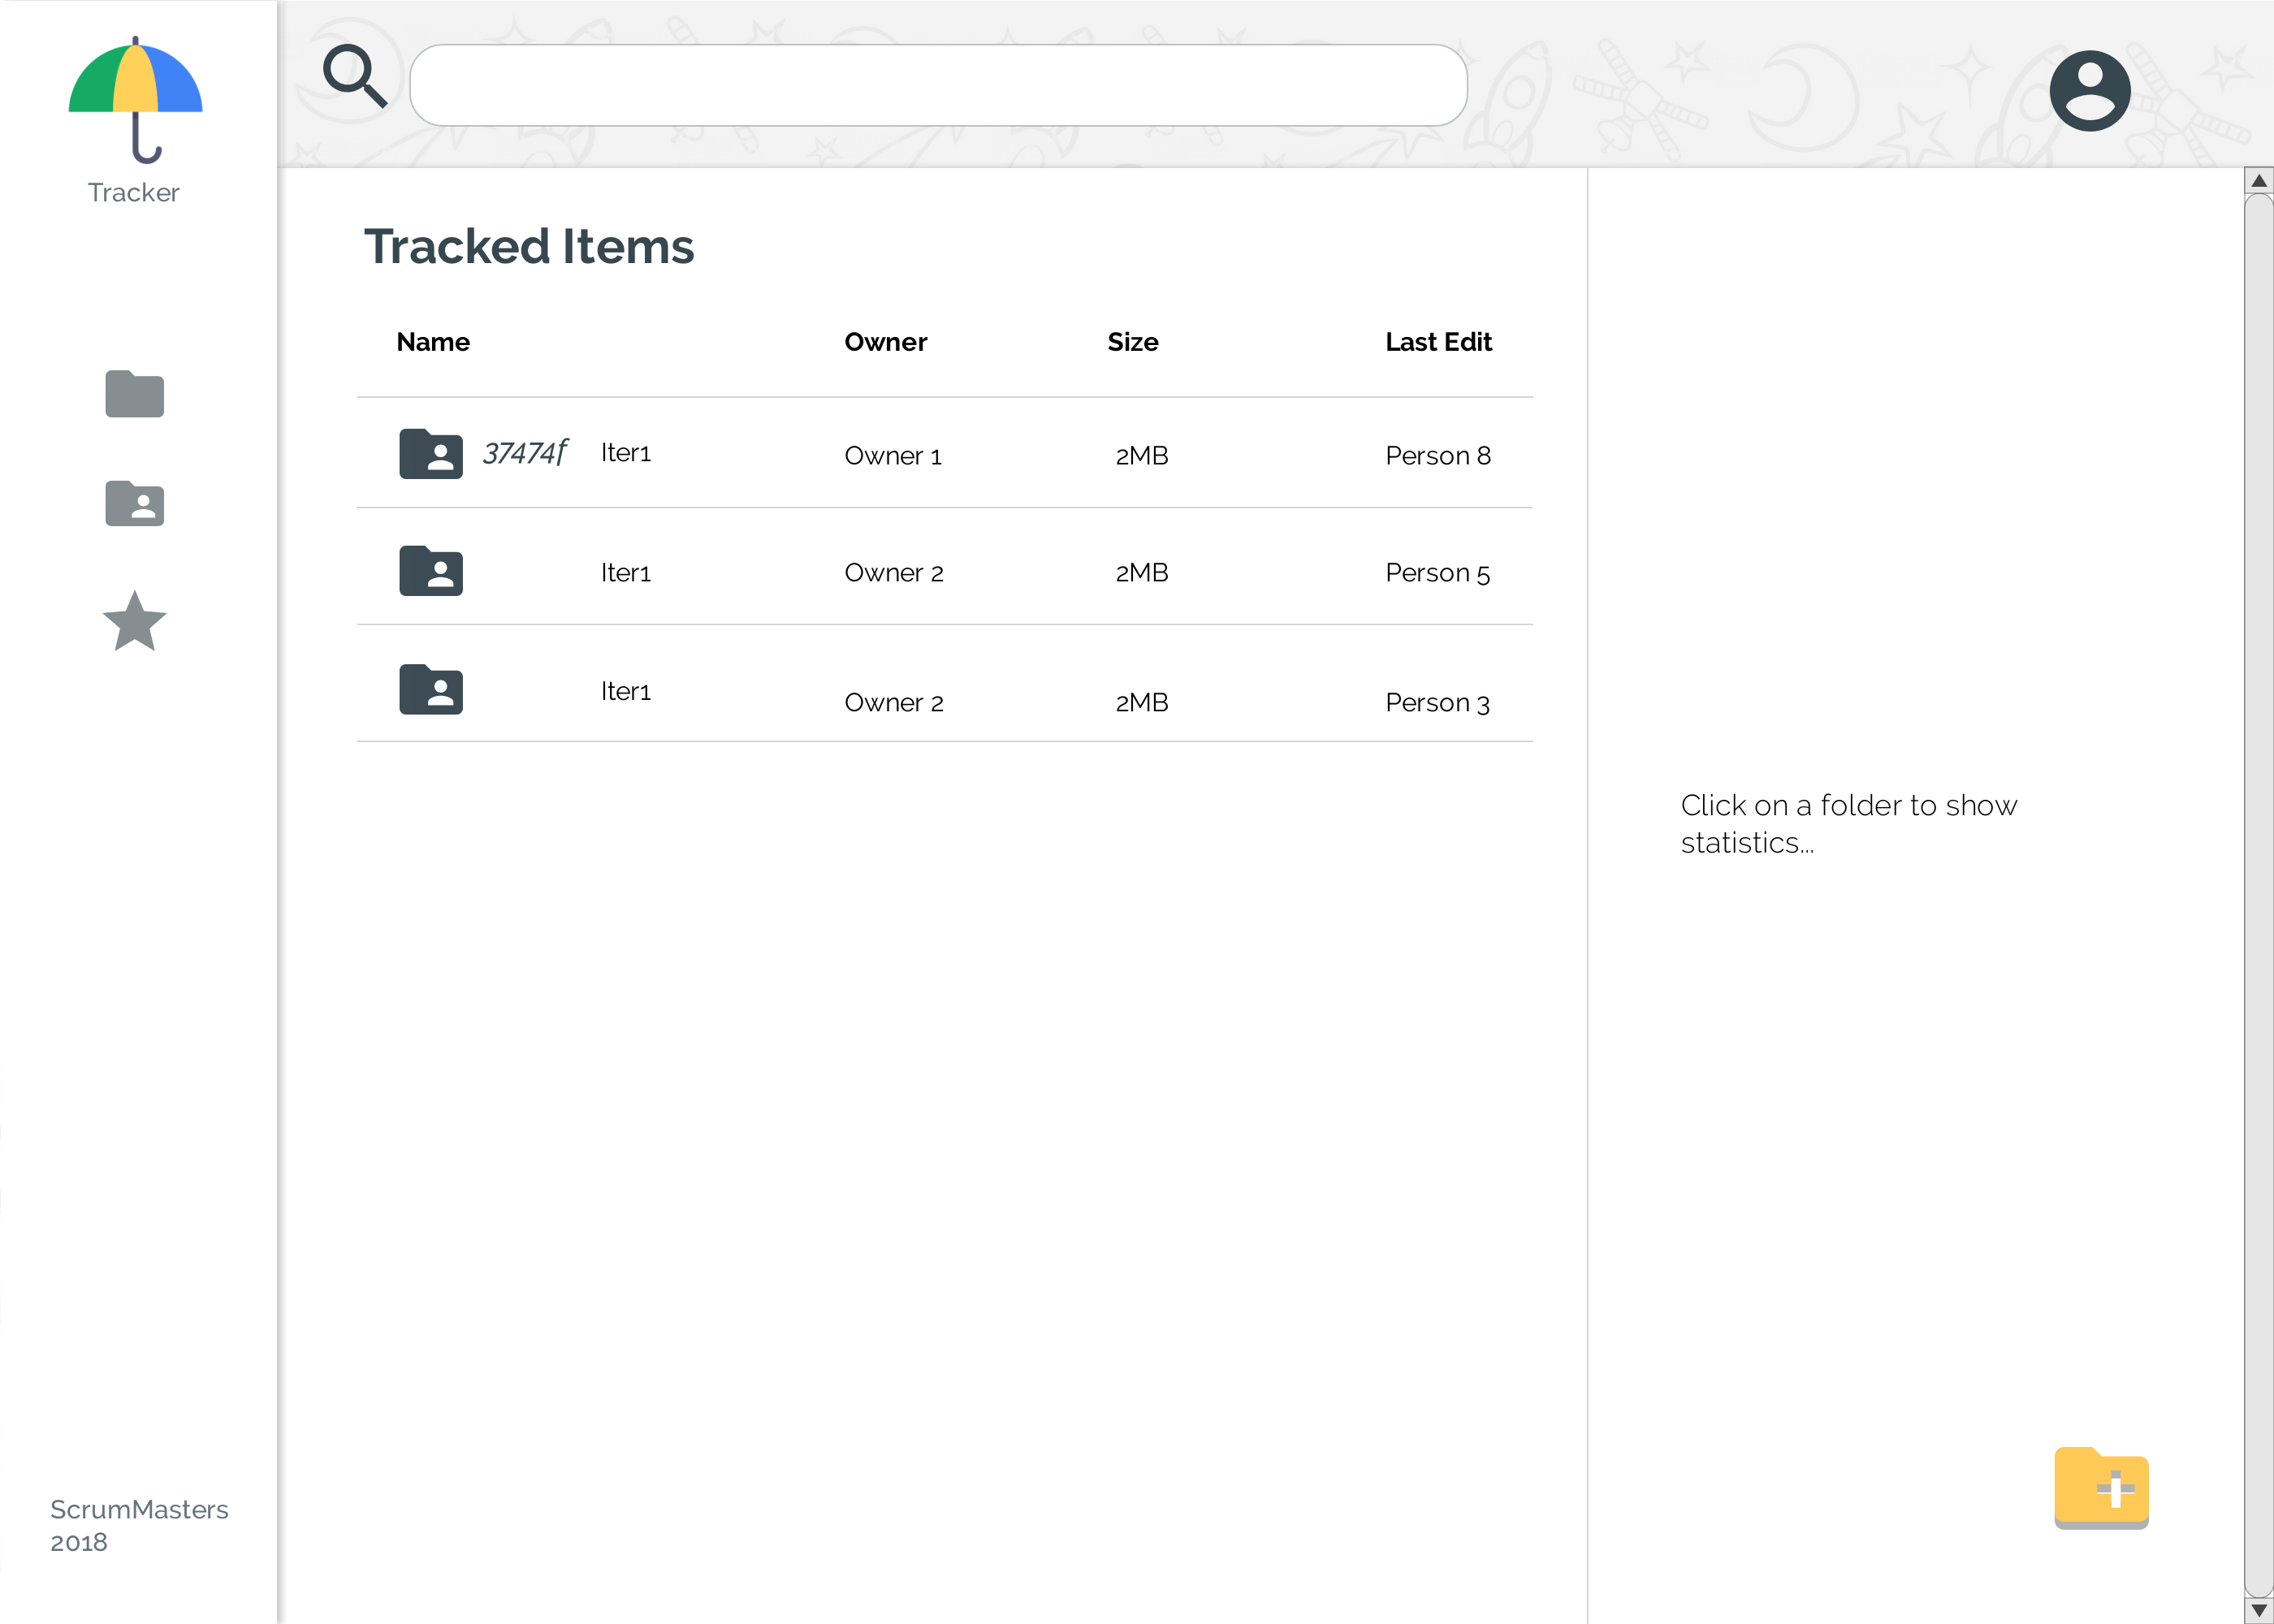 Tracker
Tracked Items
Name Owner Size Last Edit
37474f Iter1 Owner 1 2MB Person 8
Iter1 Owner 2 2MB Person 5
Iter1 Owner 2 2MB Person 3
Click on a folder to show
statistics...
ScrumMasters
2018